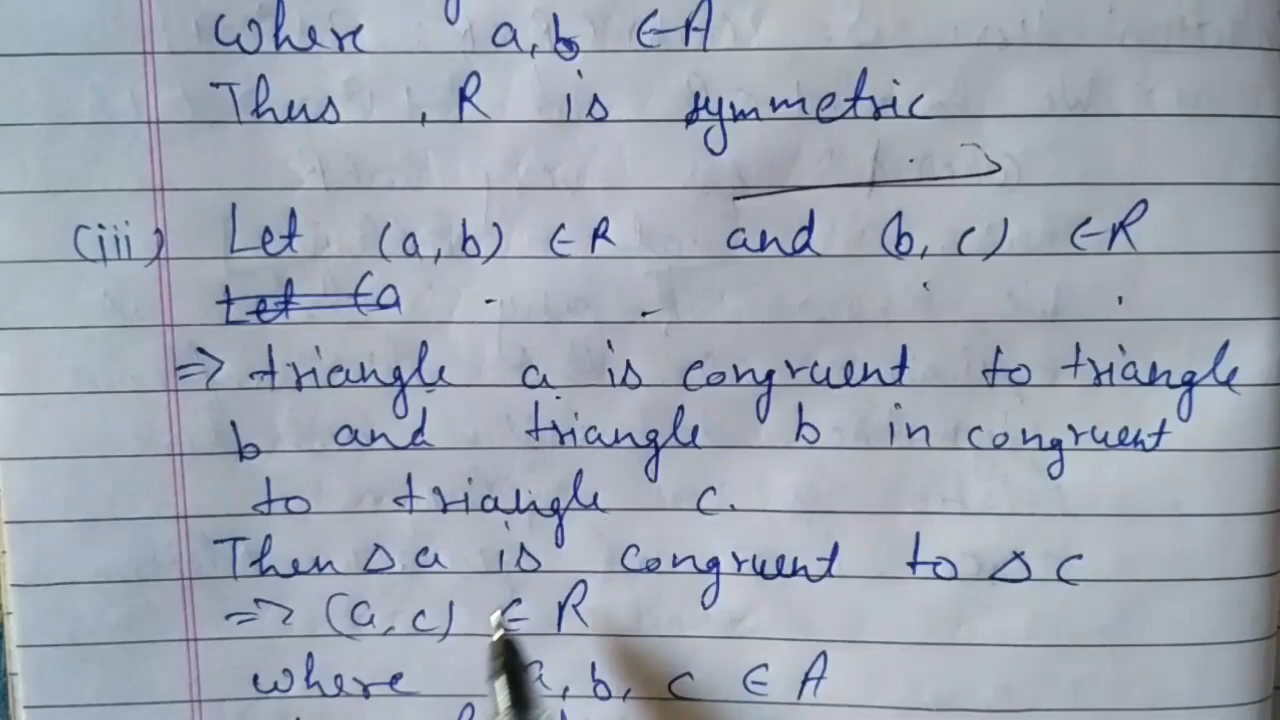 where a, b ∈ A
Thus, R is symmetric
(iii) Let (a, b) ∈ R and (b, c) ∈ R
Let (a
⇒ triangle a is congruent to triangle
b and triangle b in congruent
to triangle c.
Then Δ a is congruent to Δ c
⇒ (a, c) ∈ R
where a, b, c ∈ A